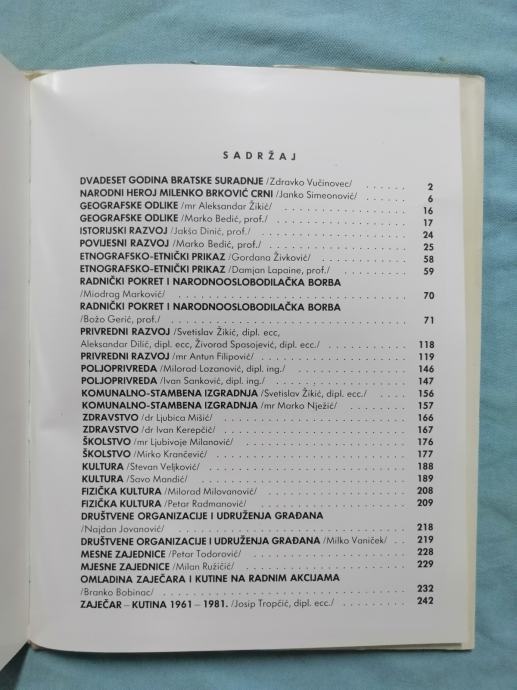 SADRŽAJ
DVADESET GODINA BRATSKE SURADNJE /Zdravko Vučinovec/ . . . . . . 2
NARODNI HEROJ MILENKO BRKOVIĆ CRNI /Janko Simeonović/ . . . . 6
GEOGRAFSKE ODLIKE /mr Aleksandar Žikić/ . . . . . . . . . . . . . . 16
GEOGRAFSKE ODLIKE /Marko Bedić, prof./ . . . . . . . . . . . . . . 17
ISTORIJSKI RAZVOJ /Jakša Dinić, prof./ . . . . . . . . . . . . . . . 24
POVIJESNI RAZVOJ /Marko Bedić, prof./ . . . . . . . . . . . . . . . 25
ETNOGRAFSKO-ETNIČKI PRIKAZ /Gordana Živković/ . . . . . . . . . . 58
ETNOGRAFSKO-ETNIČKI PRIKAZ /Damjan Lapaine, prof./ . . . . . . . 59
RADNIČKI POKRET I NARODNOOSLOBODILAČKA BORBA
/Miodrag Marković/ . . . . . . . . . . . . . . . . . . . . . . . 70
RADNIČKI POKRET I NARODNOOSLOBODILAČKA BORBA
/Božo Gerić, prof./ . . . . . . . . . . . . . . . . . . . . . . . 71
PRIVREDNI RAZVOJ /Svetislav Žikić, dipl. ecc,
Aleksandar Dilić, dipl. ecc, Živorad Spasojević, dipl. ecc./ . . . . . . 118
PRIVREDNI RAZVOJ /mr Antun Filipović/ . . . . . . . . . . . . . . 119
POLJOPRIVREDA /Milorad Lozanović, dipl. ing./ . . . . . . . . . . . 146
POLJOPRIVREDA /Ivan Sanković, dipl. ing./ . . . . . . . . . . . . . 147
KOMUNALNO-STAMBENA IZGRADNJA /Svetislav Žikić, dipl. ecc./ . . . . 156
KOMUNALNO-STAMBENA IZGRADNJA /mr Marko Nježić/ . . . . . . 157
ZDRAVSTVO /dr Ljubica Mišić/ . . . . . . . . . . . . . . . . . . . 166
ZDRAVSTVO /dr Ivan Kerepčić/ . . . . . . . . . . . . . . . . . . . 167
ŠKOLSTVO /mr Ljubivoje Milanović/ . . . . . . . . . . . . . . . . 176
ŠKOLSTVO /Mirko Krančević/ . . . . . . . . . . . . . . . . . . . 177
KULTURA /Stevan Veljković/ . . . . . . . . . . . . . . . . . . . . 188
KULTURA /Savo Mandić/ . . . . . . . . . . . . . . . . . . . . . 189
FIZIČKA KULTURA /Milorad Milovanović/ . . . . . . . . . . . . . . 208
FIZIČKA KULTURA /Petar Radmanović/ . . . . . . . . . . . . . . . 209
DRUŠTVENE ORGANIZACIJE I UDRUŽENJA GRAĐANA
/Najdan Jovanović/ . . . . . . . . . . . . . . . . . . . . . . . 218
DRUŠTVENE ORGANIZACIJE I UDRUŽENJA GRAĐANA /Milko Vaniček/ . . 219
MESNE ZAJEDNICE /Petar Todorović/ . . . . . . . . . . . . . . . . 228
MJESNE ZAJEDNICE /Milan Ružičić/ . . . . . . . . . . . . . . . . . 229
OMLADINA ZAJEČARA I KUTINE NA RADNIM AKCIJAMA
/Branko Bobinac/ . . . . . . . . . . . . . . . . . . . . . . . . 232
ZAJEČAR – KUTINA 1961 – 1981. /Josip Tropčić, dipl. ecc./ . . . . . . . 242